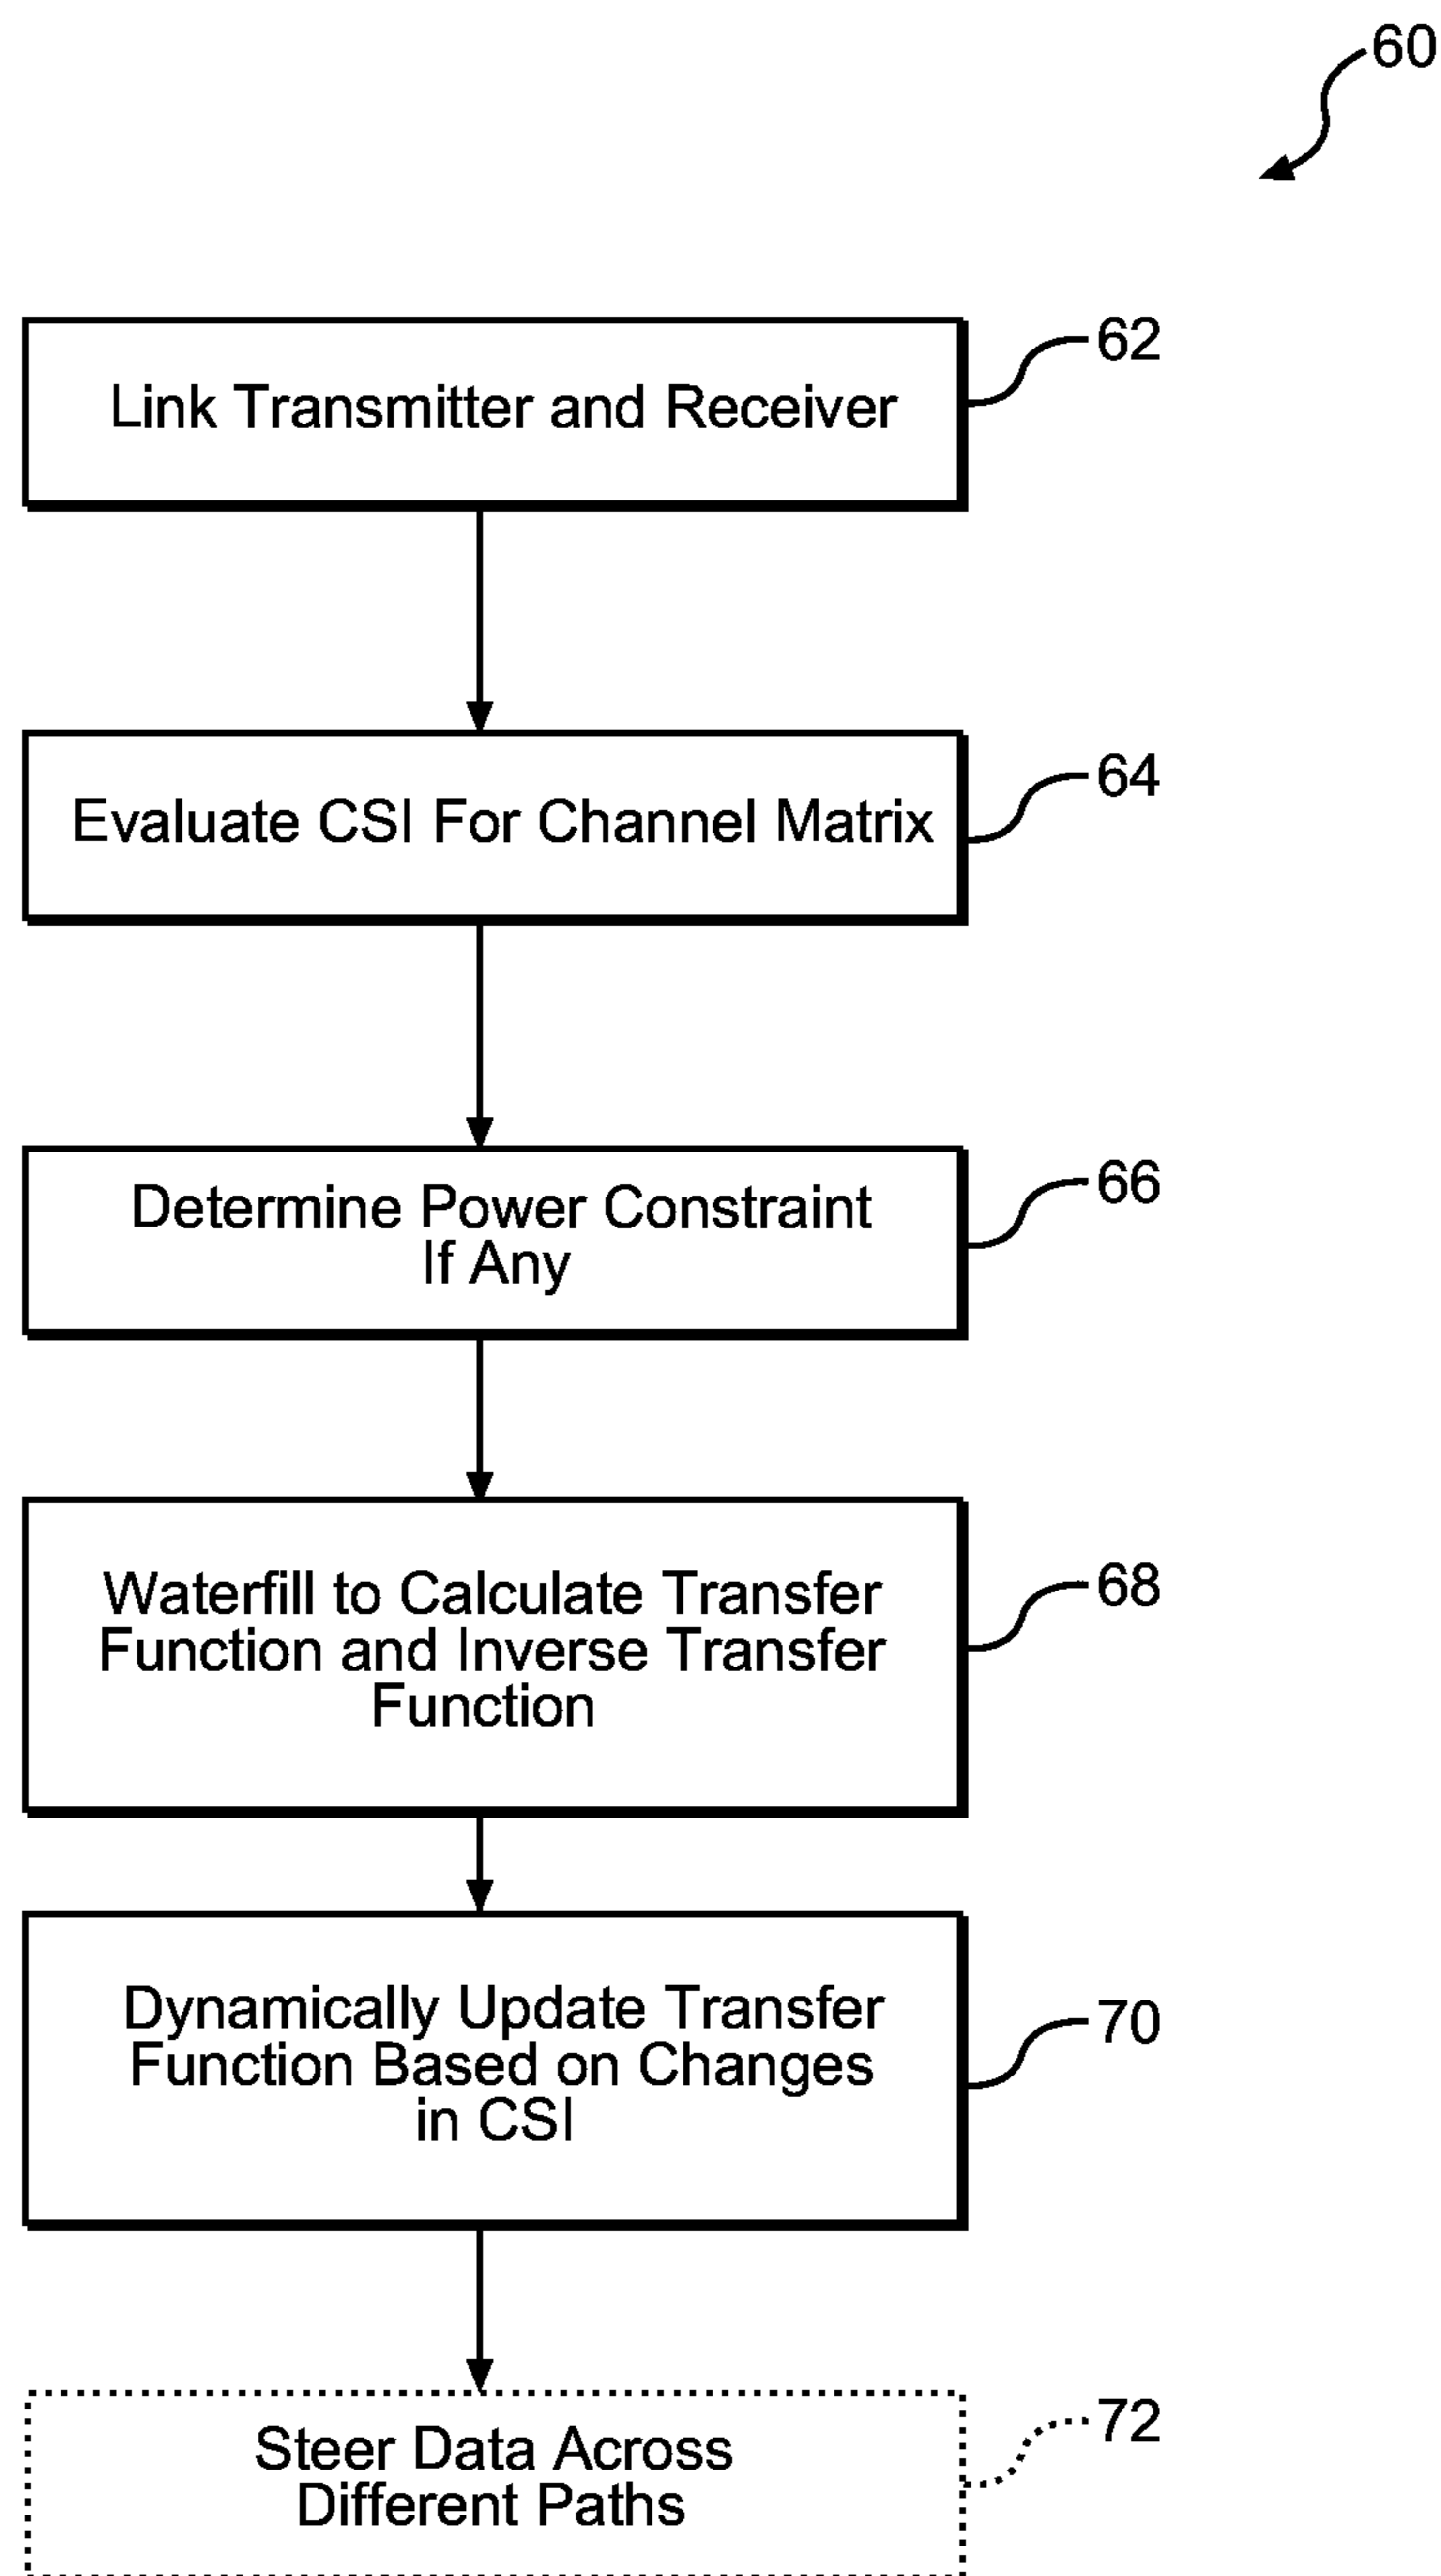 60
Link Transmitter and Receiver
62
Evaluate CSI For Channel Matrix
64
Determine Power Constraint
If Any
66
Waterfill to Calculate Transfer
Function and Inverse Transfer
Function
68
Dynamically Update Transfer
Function Based on Changes
in CSI
70
Steer Data Across
Different Paths
72